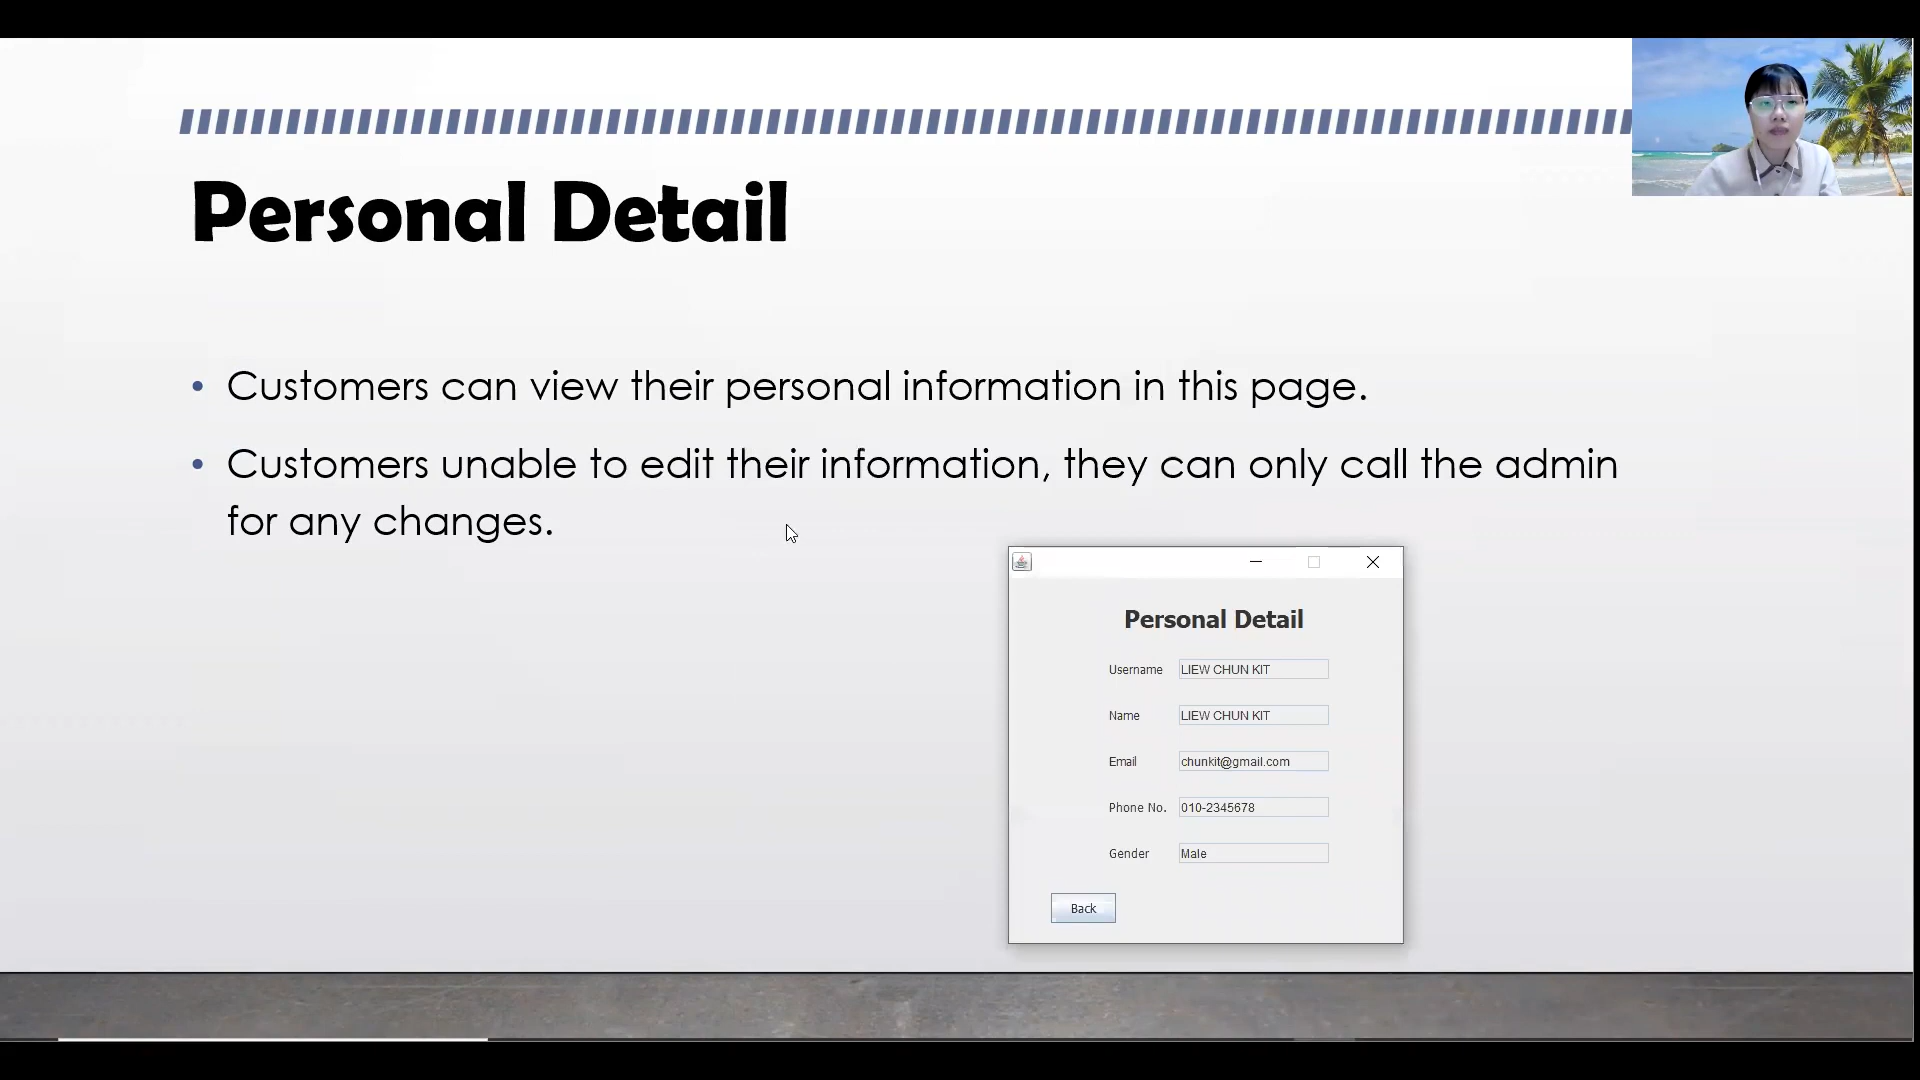 Personal Detail
• Customers can view their personal information in this page.
• Customers unable to edit their information, they can only call the admin
for any changes.
Personal Detail
Username LIEW CHUN KIT
Name LIEW CHUN KIT
Email chunkit@gmail.com
Phone No. 010-2345678
Gender Male
Back